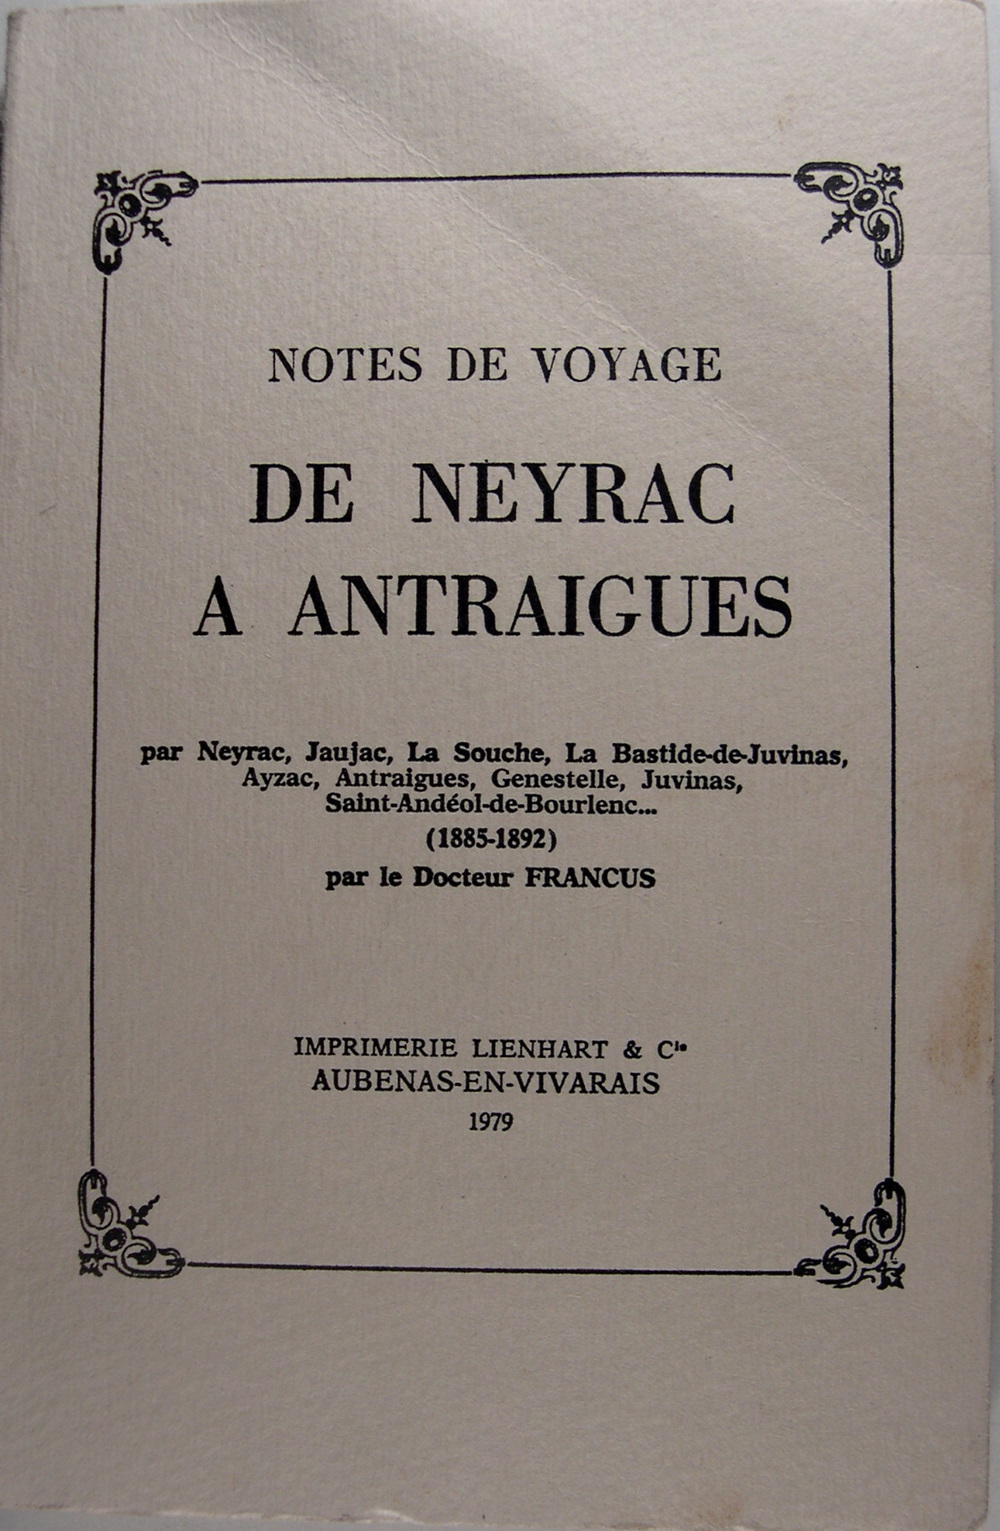 NOTES DE VOYAGE
DE NEYRAC
A ANTRAIGUES
par Neyrac, Jaujac, La Souche, La Bastide-de-Juvinas,
Ayzac, Antraigues, Genestelle, Juvinas,
Saint-Andéol-de-Bourlenc...
(1885-1892)
par le Docteur FRANCUS
IMPRIMERIE LIENHART & Cie
AUBENAS-EN-VIVARAIS
1979